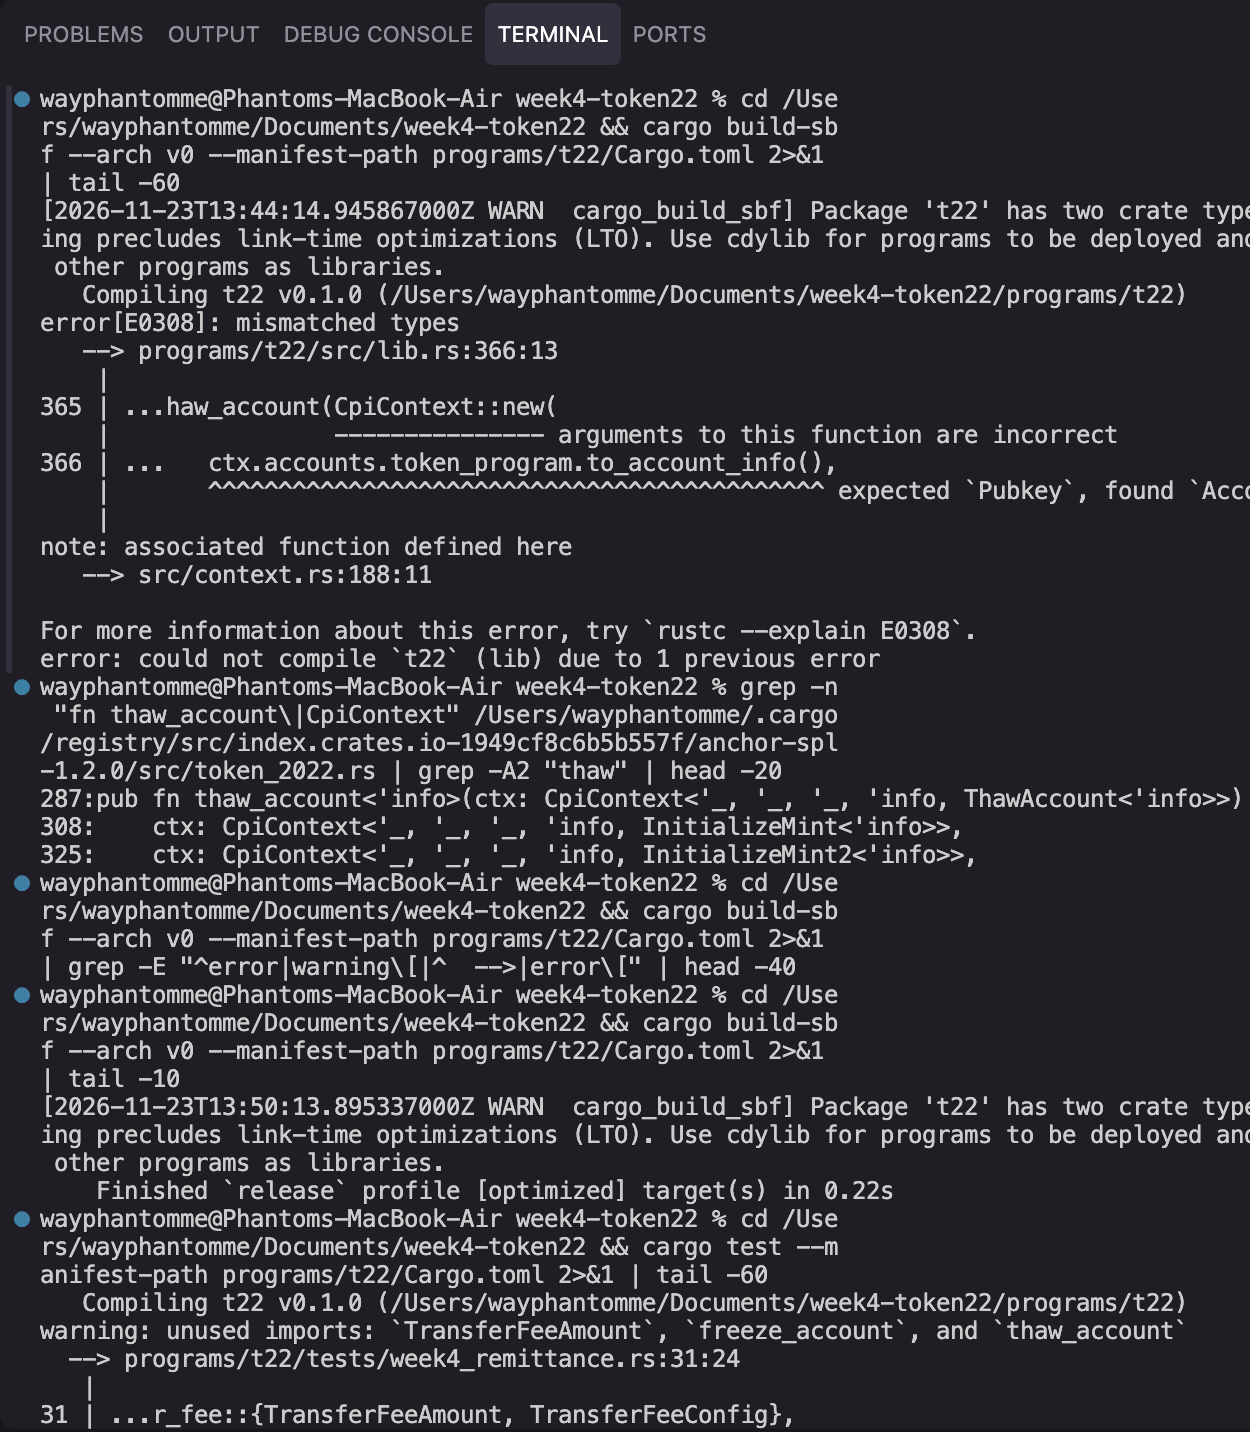 PROBLEMS OUTPUT DEBUG CONSOLE TERMINAL PORTS
wayphantomme@Phantoms-MacBook-Air week4-token22 % cd /Use
rs/wayphantomme/Documents/week4-token22 && cargo build-sb
f --arch v0 --manifest-path programs/t22/Cargo.toml 2>&1
| tail -60
[2026-11-23T13:44:14.945867000Z WARN  cargo_build_sbf] Package 't22' has two crate type
ing precludes link-time optimizations (LTO). Use cdylib for programs to be deployed and
 other programs as libraries.
   Compiling t22 v0.1.0 (/Users/wayphantomme/Documents/week4-token22/programs/t22)
error[E0308]: mismatched types
   --> programs/t22/src/lib.rs:366:13
    |
365 | ...haw_account(CpiContext::new(
    |                --------------- arguments to this function are incorrect
366 | ...   ctx.accounts.token_program.to_account_info(),
    |       ^^^^^^^^^^^^^^^^^^^^^^^^^^^^^^^^^^^^^^^^^^^^ expected `Pubkey`, found `Acco
    |
note: associated function defined here
   --> src/context.rs:188:11

For more information about this error, try `rustc --explain E0308`.
error: could not compile `t22` (lib) due to 1 previous error
wayphantomme@Phantoms-MacBook-Air week4-token22 % grep -n
 "fn thaw_account\|CpiContext" /Users/wayphantomme/.cargo
/registry/src/index.crates.io-1949cf8c6b5b557f/anchor-spl
-1.2.0/src/token_2022.rs | grep -A2 "thaw" | head -20
287:pub fn thaw_account<'info>(ctx: CpiContext<'_, '_, '_, 'info, ThawAccount<'info>>)
308:    ctx: CpiContext<'_, '_, '_, 'info, InitializeMint<'info>>,
325:    ctx: CpiContext<'_, '_, '_, 'info, InitializeMint2<'info>>,
wayphantomme@Phantoms-MacBook-Air week4-token22 % cd /Use
rs/wayphantomme/Documents/week4-token22 && cargo build-sb
f --arch v0 --manifest-path programs/t22/Cargo.toml 2>&1
| grep -E "^error|warning\[|^  -->|error\[" | head -40
wayphantomme@Phantoms-MacBook-Air week4-token22 % cd /Use
rs/wayphantomme/Documents/week4-token22 && cargo build-sb
f --arch v0 --manifest-path programs/t22/Cargo.toml 2>&1
| tail -10
[2026-11-23T13:50:13.895337000Z WARN  cargo_build_sbf] Package 't22' has two crate type
ing precludes link-time optimizations (LTO). Use cdylib for programs to be deployed and
 other programs as libraries.
    Finished `release` profile [optimized] target(s) in 0.22s
wayphantomme@Phantoms-MacBook-Air week4-token22 % cd /Use
rs/wayphantomme/Documents/week4-token22 && cargo test --m
anifest-path programs/t22/Cargo.toml 2>&1 | tail -60
   Compiling t22 v0.1.0 (/Users/wayphantomme/Documents/week4-token22/programs/t22)
warning: unused imports: `TransferFeeAmount`, `freeze_account`, and `thaw_account`
  --> programs/t22/tests/week4_remittance.rs:31:24
   |
31 | ...r_fee::{TransferFeeAmount, TransferFeeConfig},